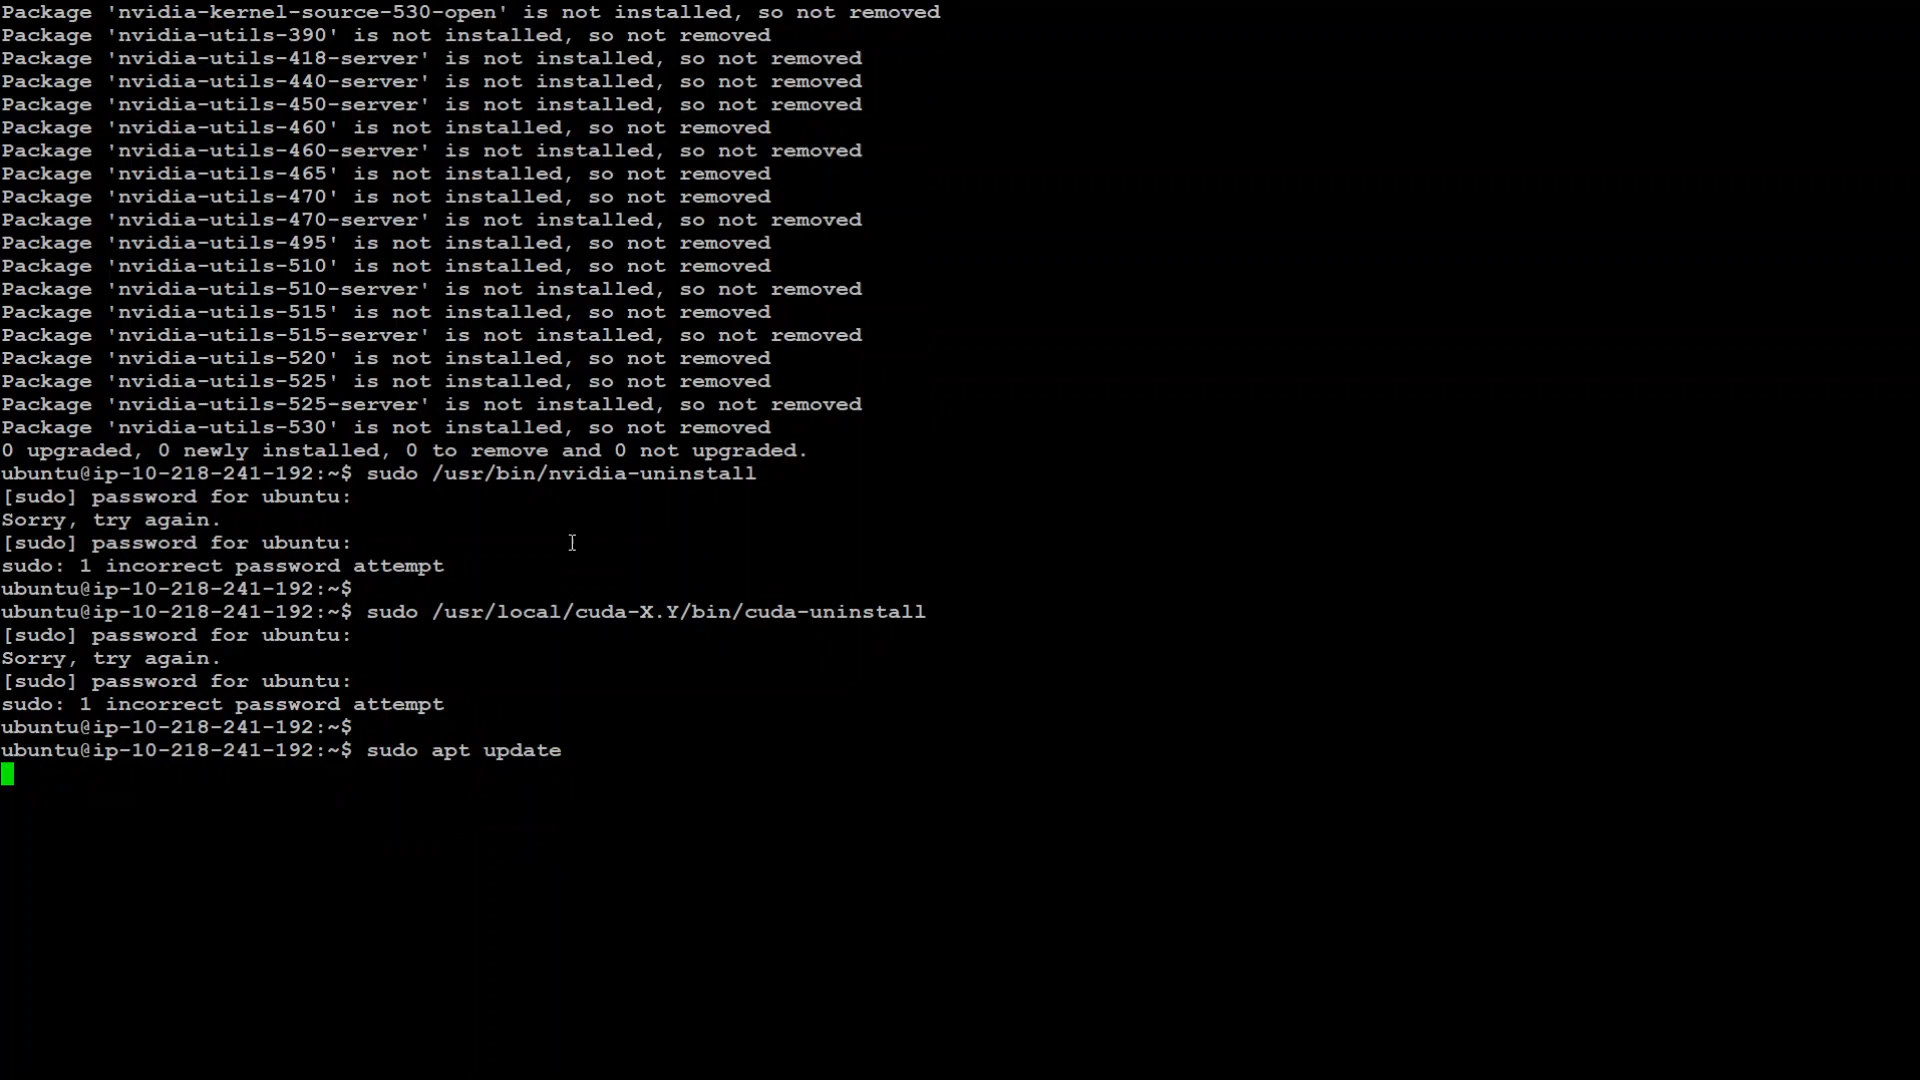 Package 'nvidia-kernel-source-530-open' is not installed, so not removed
Package 'nvidia-utils-390' is not installed, so not removed
Package 'nvidia-utils-418-server' is not installed, so not removed
Package 'nvidia-utils-440-server' is not installed, so not removed
Package 'nvidia-utils-450-server' is not installed, so not removed
Package 'nvidia-utils-460' is not installed, so not removed
Package 'nvidia-utils-460-server' is not installed, so not removed
Package 'nvidia-utils-465' is not installed, so not removed
Package 'nvidia-utils-470' is not installed, so not removed
Package 'nvidia-utils-470-server' is not installed, so not removed
Package 'nvidia-utils-495' is not installed, so not removed
Package 'nvidia-utils-510' is not installed, so not removed
Package 'nvidia-utils-510-server' is not installed, so not removed
Package 'nvidia-utils-515' is not installed, so not removed
Package 'nvidia-utils-515-server' is not installed, so not removed
Package 'nvidia-utils-520' is not installed, so not removed
Package 'nvidia-utils-525' is not installed, so not removed
Package 'nvidia-utils-525-server' is not installed, so not removed
Package 'nvidia-utils-530' is not installed, so not removed
0 upgraded, 0 newly installed, 0 to remove and 0 not upgraded.
ubuntu@ip-10-218-241-192:~$ sudo /usr/bin/nvidia-uninstall
[sudo] password for ubuntu:
Sorry, try again.
[sudo] password for ubuntu:
sudo: 1 incorrect password attempt
ubuntu@ip-10-218-241-192:~$
ubuntu@ip-10-218-241-192:~$ sudo /usr/local/cuda-X.Y/bin/cuda-uninstall
[sudo] password for ubuntu:
Sorry, try again.
[sudo] password for ubuntu:
sudo: 1 incorrect password attempt
ubuntu@ip-10-218-241-192:~$
ubuntu@ip-10-218-241-192:~$ sudo apt update